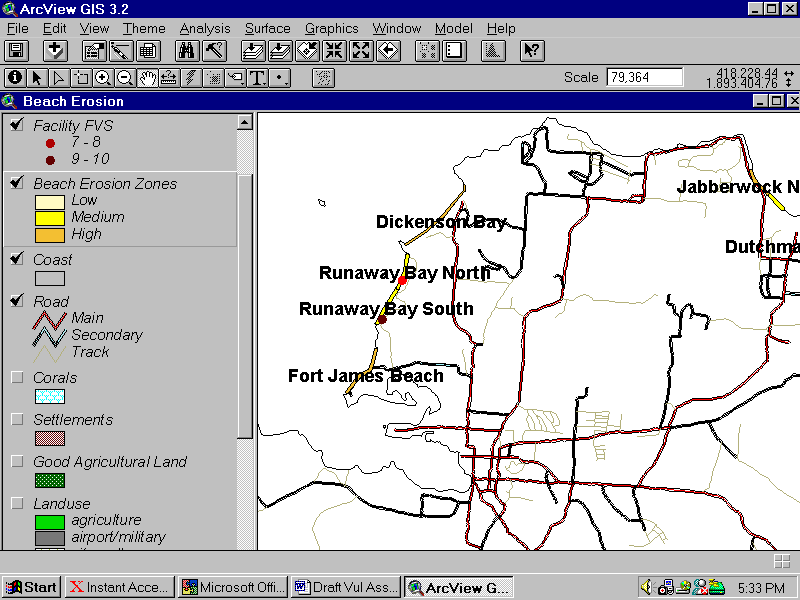 ArcView GIS 3.2
File Edit View Theme Analysis Surface Graphics Window Model Help
Scale 79,364
418,228.44
1,893,404.76
Beach Erosion
Facility FVS
7 - 8
9 - 10
Beach Erosion Zones
Low
Medium
High
Coast
Road
Main
Secondary
Track
Corals
Settlements
Good Agricultural Land
Landuse
agriculture
airport/military
Jabberwock N
Dickenson Bay
Dutchma
Runaway Bay North
Runaway Bay South
Fort James Beach
Start
Instant Acce...
Microsoft Offi...
Draft Vul Ass...
ArcView G...
5:33 PM